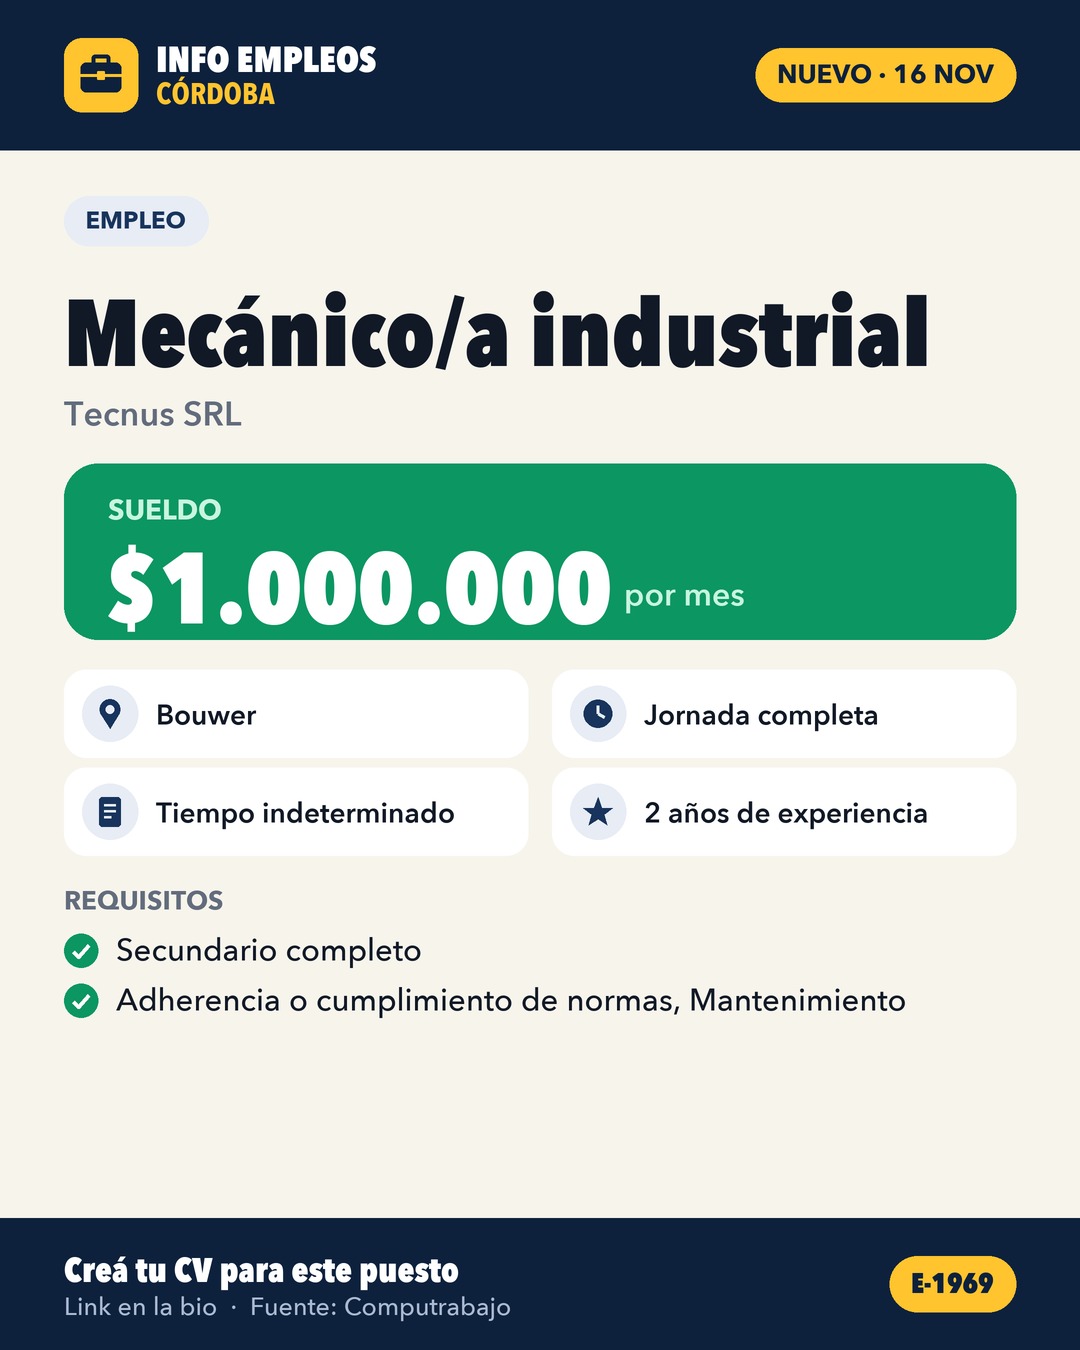 INFO EMPLEOS
CÓRDOBA
NUEVO · 16 NOV
EMPLEO
Mecánico/a industrial
Tecnus SRL
SUELDO
$1.000.000 por mes
Bouwer
Jornada completa
Tiempo indeterminado
2 años de experiencia
REQUISITOS
Secundario completo
Adherencia o cumplimiento de normas, Mantenimiento
Creá tu CV para este puesto
Link en la bio · Fuente: Computrabajo
E-1969